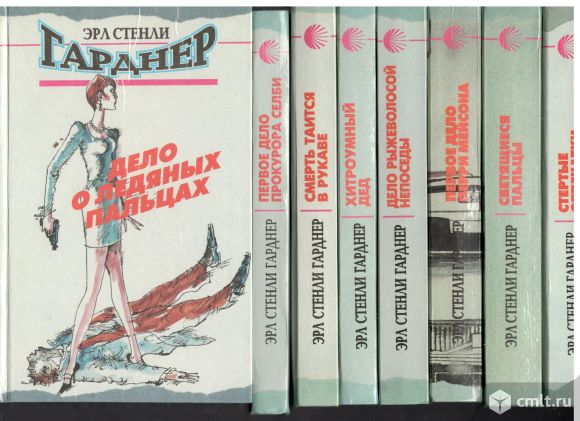 ЭРЛ СТЕНЛИ
ГАРДНЕР
ДЕЛО
О ЛЕДЯНЫХ
ПАЛЬЦАХ
ПЕРВОЕ ДЕЛО
ПРОКУРОРА СЕЛБИ
ЭРЛ СТЕНЛИ ГАРДНЕР
СМЕРТЬ ТАИТСЯ
В РУКАВЕ
ЭРЛ СТЕНЛИ ГАРДНЕР
ХИТРОУМНЫЙ
ДЕД
ЭРЛ СТЕНЛИ ГАРДНЕР
ДЕЛО РЫЖЕВОЛОСОЙ
НЕПОСЕДЫ
ЭРЛ СТЕНЛИ ГАРДНЕР
ПЕРВОЕ ДЕЛО
ПЕРРИ МЕЙСОНА
ЭРЛ СТЕНЛИ ГАРДНЕР
СВЕТЯЩИЕСЯ
ПАЛЬЦЫ
ЭРЛ СТЕНЛИ ГАРДНЕР
СТЕРТЫЕ
ЭРЛ СТЕНЛИ
cmlt.ru